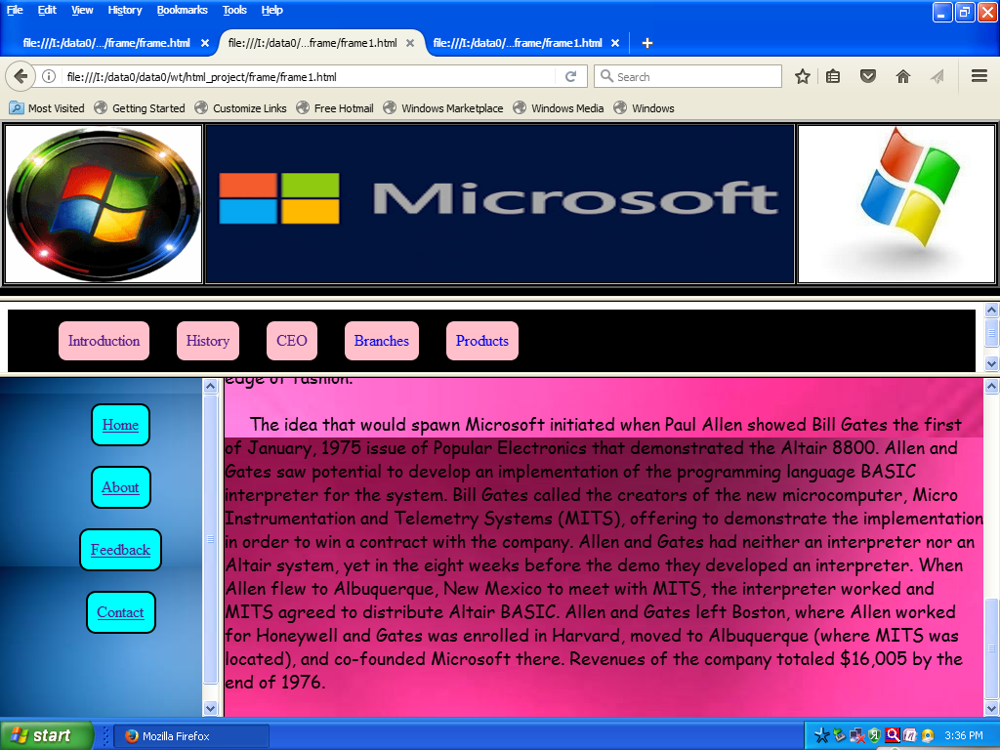 File Edit View History Bookmarks Tools Help
file:///I:/data0/.../frame/frame.html × file:///I:/data0/...frame/frame1.html × file:///I:/data0/...frame/frame1.html × +
file:///I:/data0/data0/wt/html_project/frame/frame1.html Search
Most Visited Getting Started Customize Links Free Hotmail Windows Marketplace Windows Media Windows
Microsoft
Introduction History CEO Branches Products
Home
About
Feedback
Contact
edge of fashion.
The idea that would spawn Microsoft initiated when Paul Allen showed Bill Gates the first
of January, 1975 issue of Popular Electronics that demonstrated the Altair 8800. Allen and
Gates saw potential to develop an implementation of the programming language BASIC
interpreter for the system. Bill Gates called the creators of the new microcomputer, Micro
Instrumentation and Telemetry Systems (MITS), offering to demonstrate the implementation
in order to win a contract with the company. Allen and Gates had neither an interpreter nor an
Altair system, yet in the eight weeks before the demo they developed an interpreter. When
Allen flew to Albuquerque, New Mexico to meet with MITS, the interpreter worked and
MITS agreed to distribute Altair BASIC. Allen and Gates left Boston, where Allen worked
for Honeywell and Gates was enrolled in Harvard, moved to Albuquerque (where MITS was
located), and co-founded Microsoft there. Revenues of the company totaled $16,005 by the
end of 1976.
start Mozilla Firefox 3:36 PM